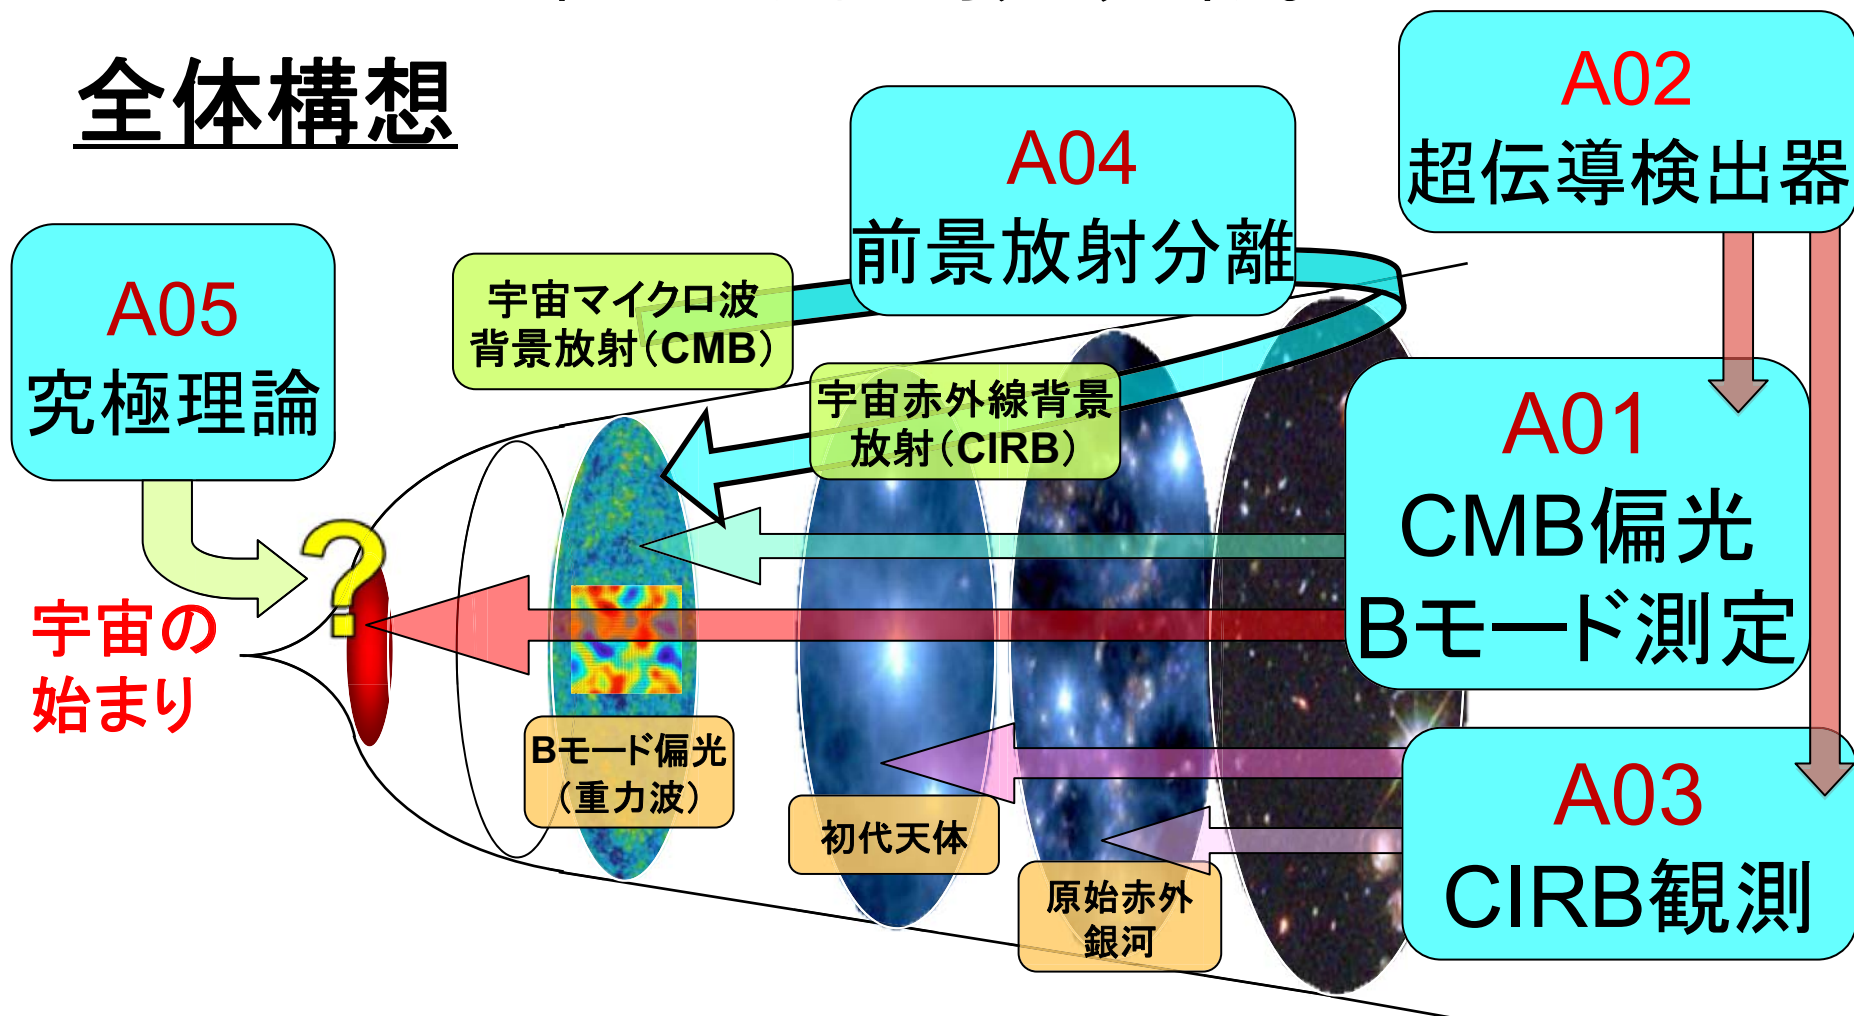 全体構想
A02
超伝導検出器
A04
前景放射分離
A05
究極理論
宇宙マイクロ波
背景放射(CMB)
宇宙赤外線背景
放射(CIRB)
A01
CMB偏光
Bモード測定
?
宇宙の
始まり
Bモード偏光
(重力波)
初代天体
原始赤外
銀河
A03
CIRB観測